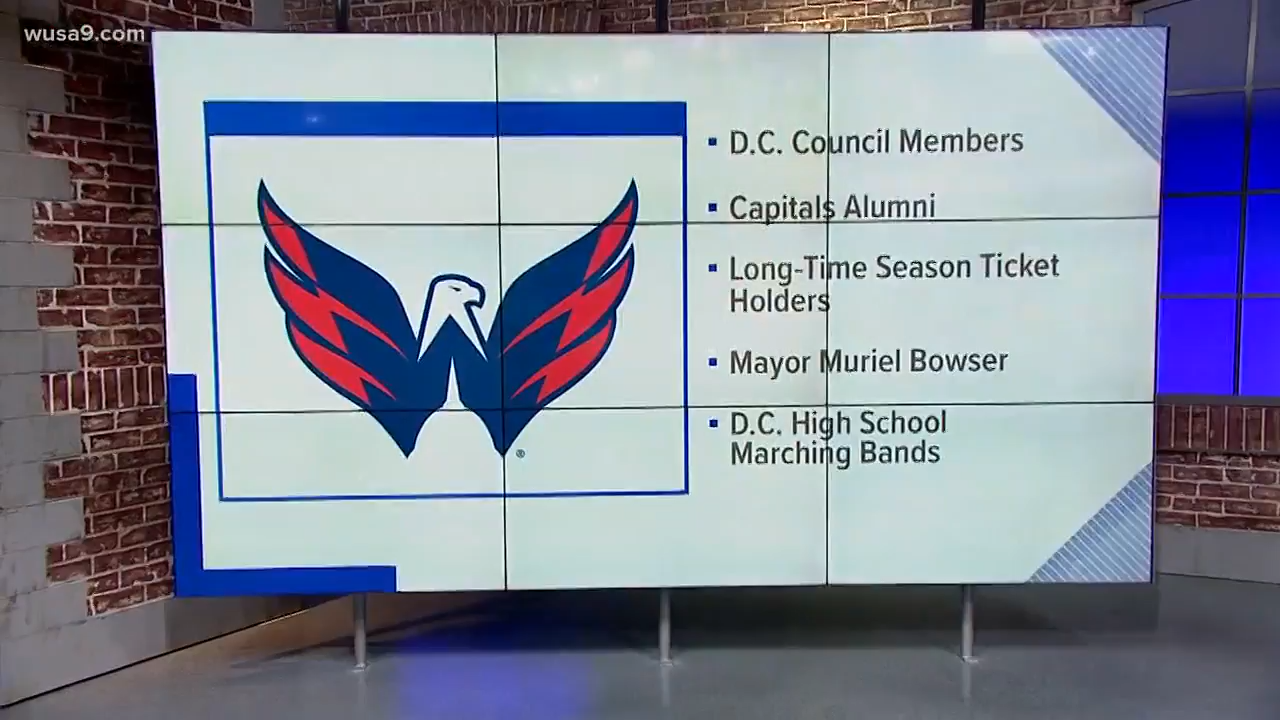 wusa9.com
▪ D.C. Council Members
▪ Capitals Alumni
▪ Long-Time Season Ticket
Holders
▪ Mayor Muriel Bowser
▪ D.C. High School
Marching Bands
®